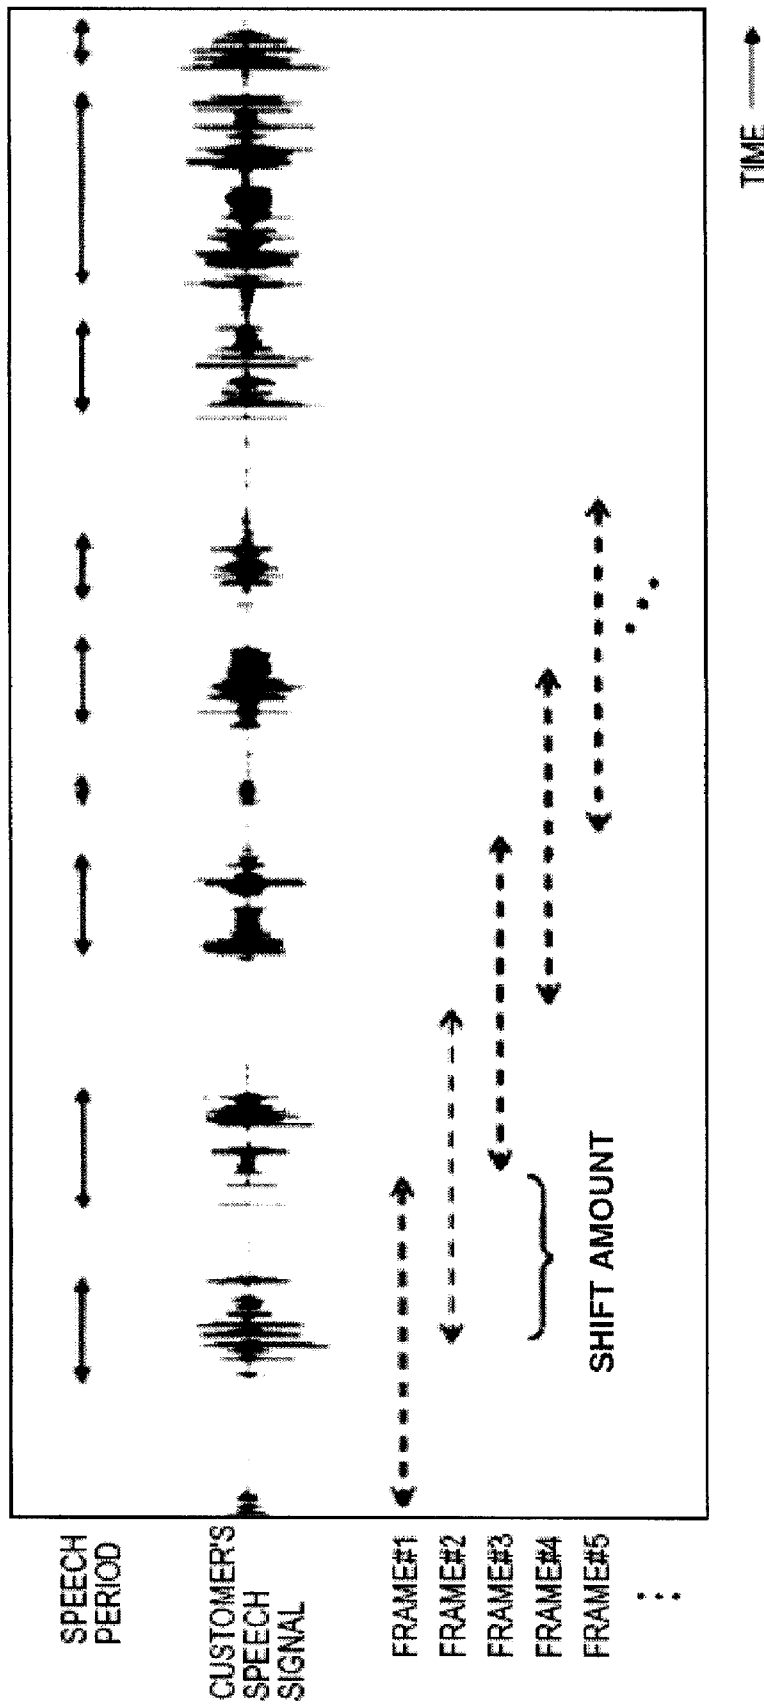 SPEECH
PERIOD
CUSTOMER'S
SPEECH
SIGNAL
FRAME#1
FRAME#2
FRAME#3
FRAME#4
FRAME#5
SHIFT AMOUNT
TIME